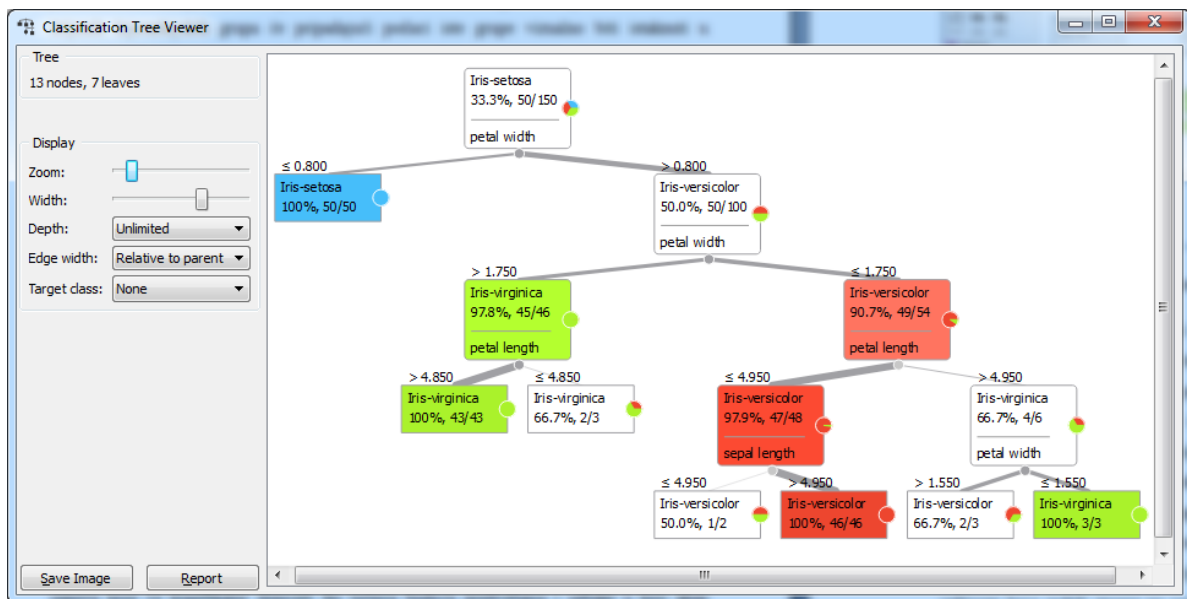 Classification Tree Viewer
Tree
13 nodes, 7 leaves
Display
Zoom:
Width:
Depth: Unlimited
Edge width: Relative to parent
Target class: None
Save Image
Report
Iris-setosa
33.3%, 50/150
petal width
≤ 0.800
> 0.800
Iris-setosa
100%, 50/50
Iris-versicolor
50.0%, 50/100
petal width
> 1.750
≤ 1.750
Iris-virginica
97.8%, 45/46
petal length
Iris-versicolor
90.7%, 49/54
petal length
> 4.850
≤ 4.850
≤ 4.950
> 4.950
Iris-virginica
100%, 43/43
Iris-virginica
66.7%, 2/3
Iris-versicolor
97.9%, 47/48
sepal length
Iris-virginica
66.7%, 4/6
petal width
≤ 4.950
> 4.950
> 1.550
≤ 1.550
Iris-versicolor
50.0%, 1/2
Iris-versicolor
100%, 46/46
Iris-versicolor
66.7%, 2/3
Iris-virginica
100%, 3/3